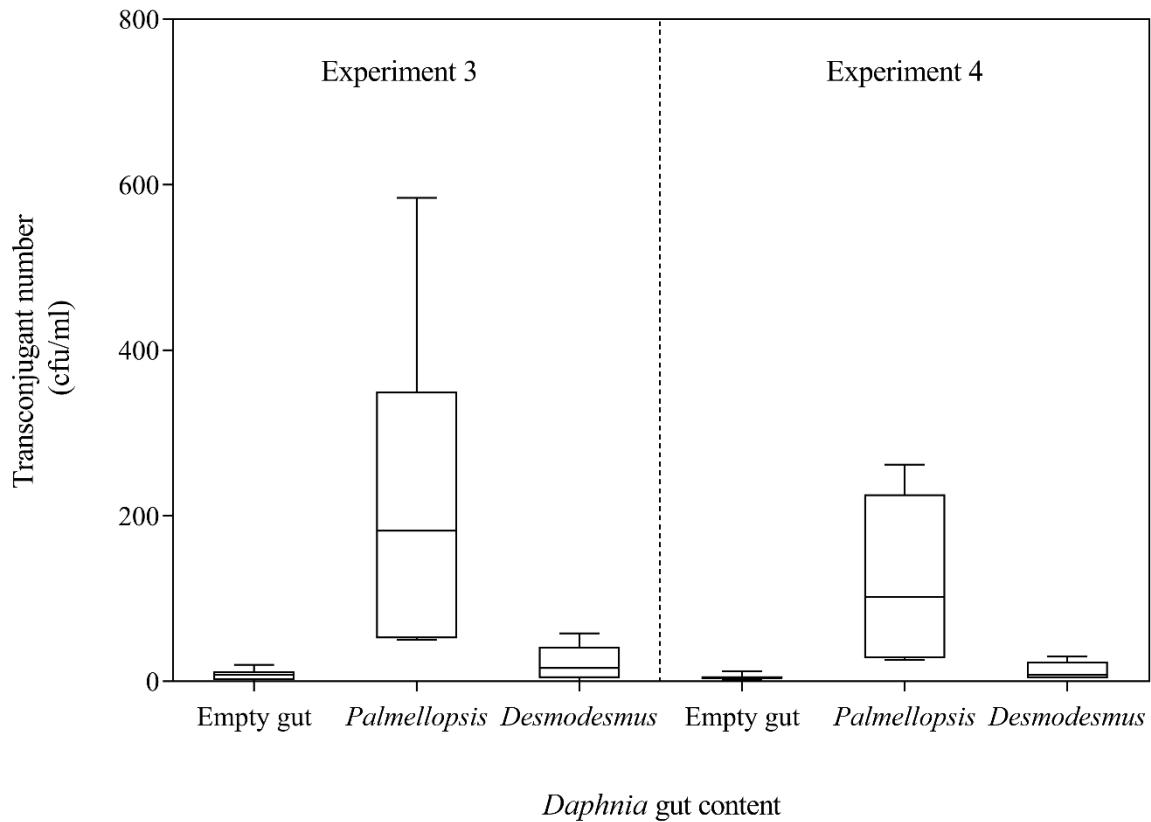 800
600
400
200
0
Transconjugant number
(cfu/ml)
Experiment 3
Experiment 4
Empty gut Palmellopsis Desmodesmus Empty gut Palmellopsis Desmodesmus
Daphnia gut content